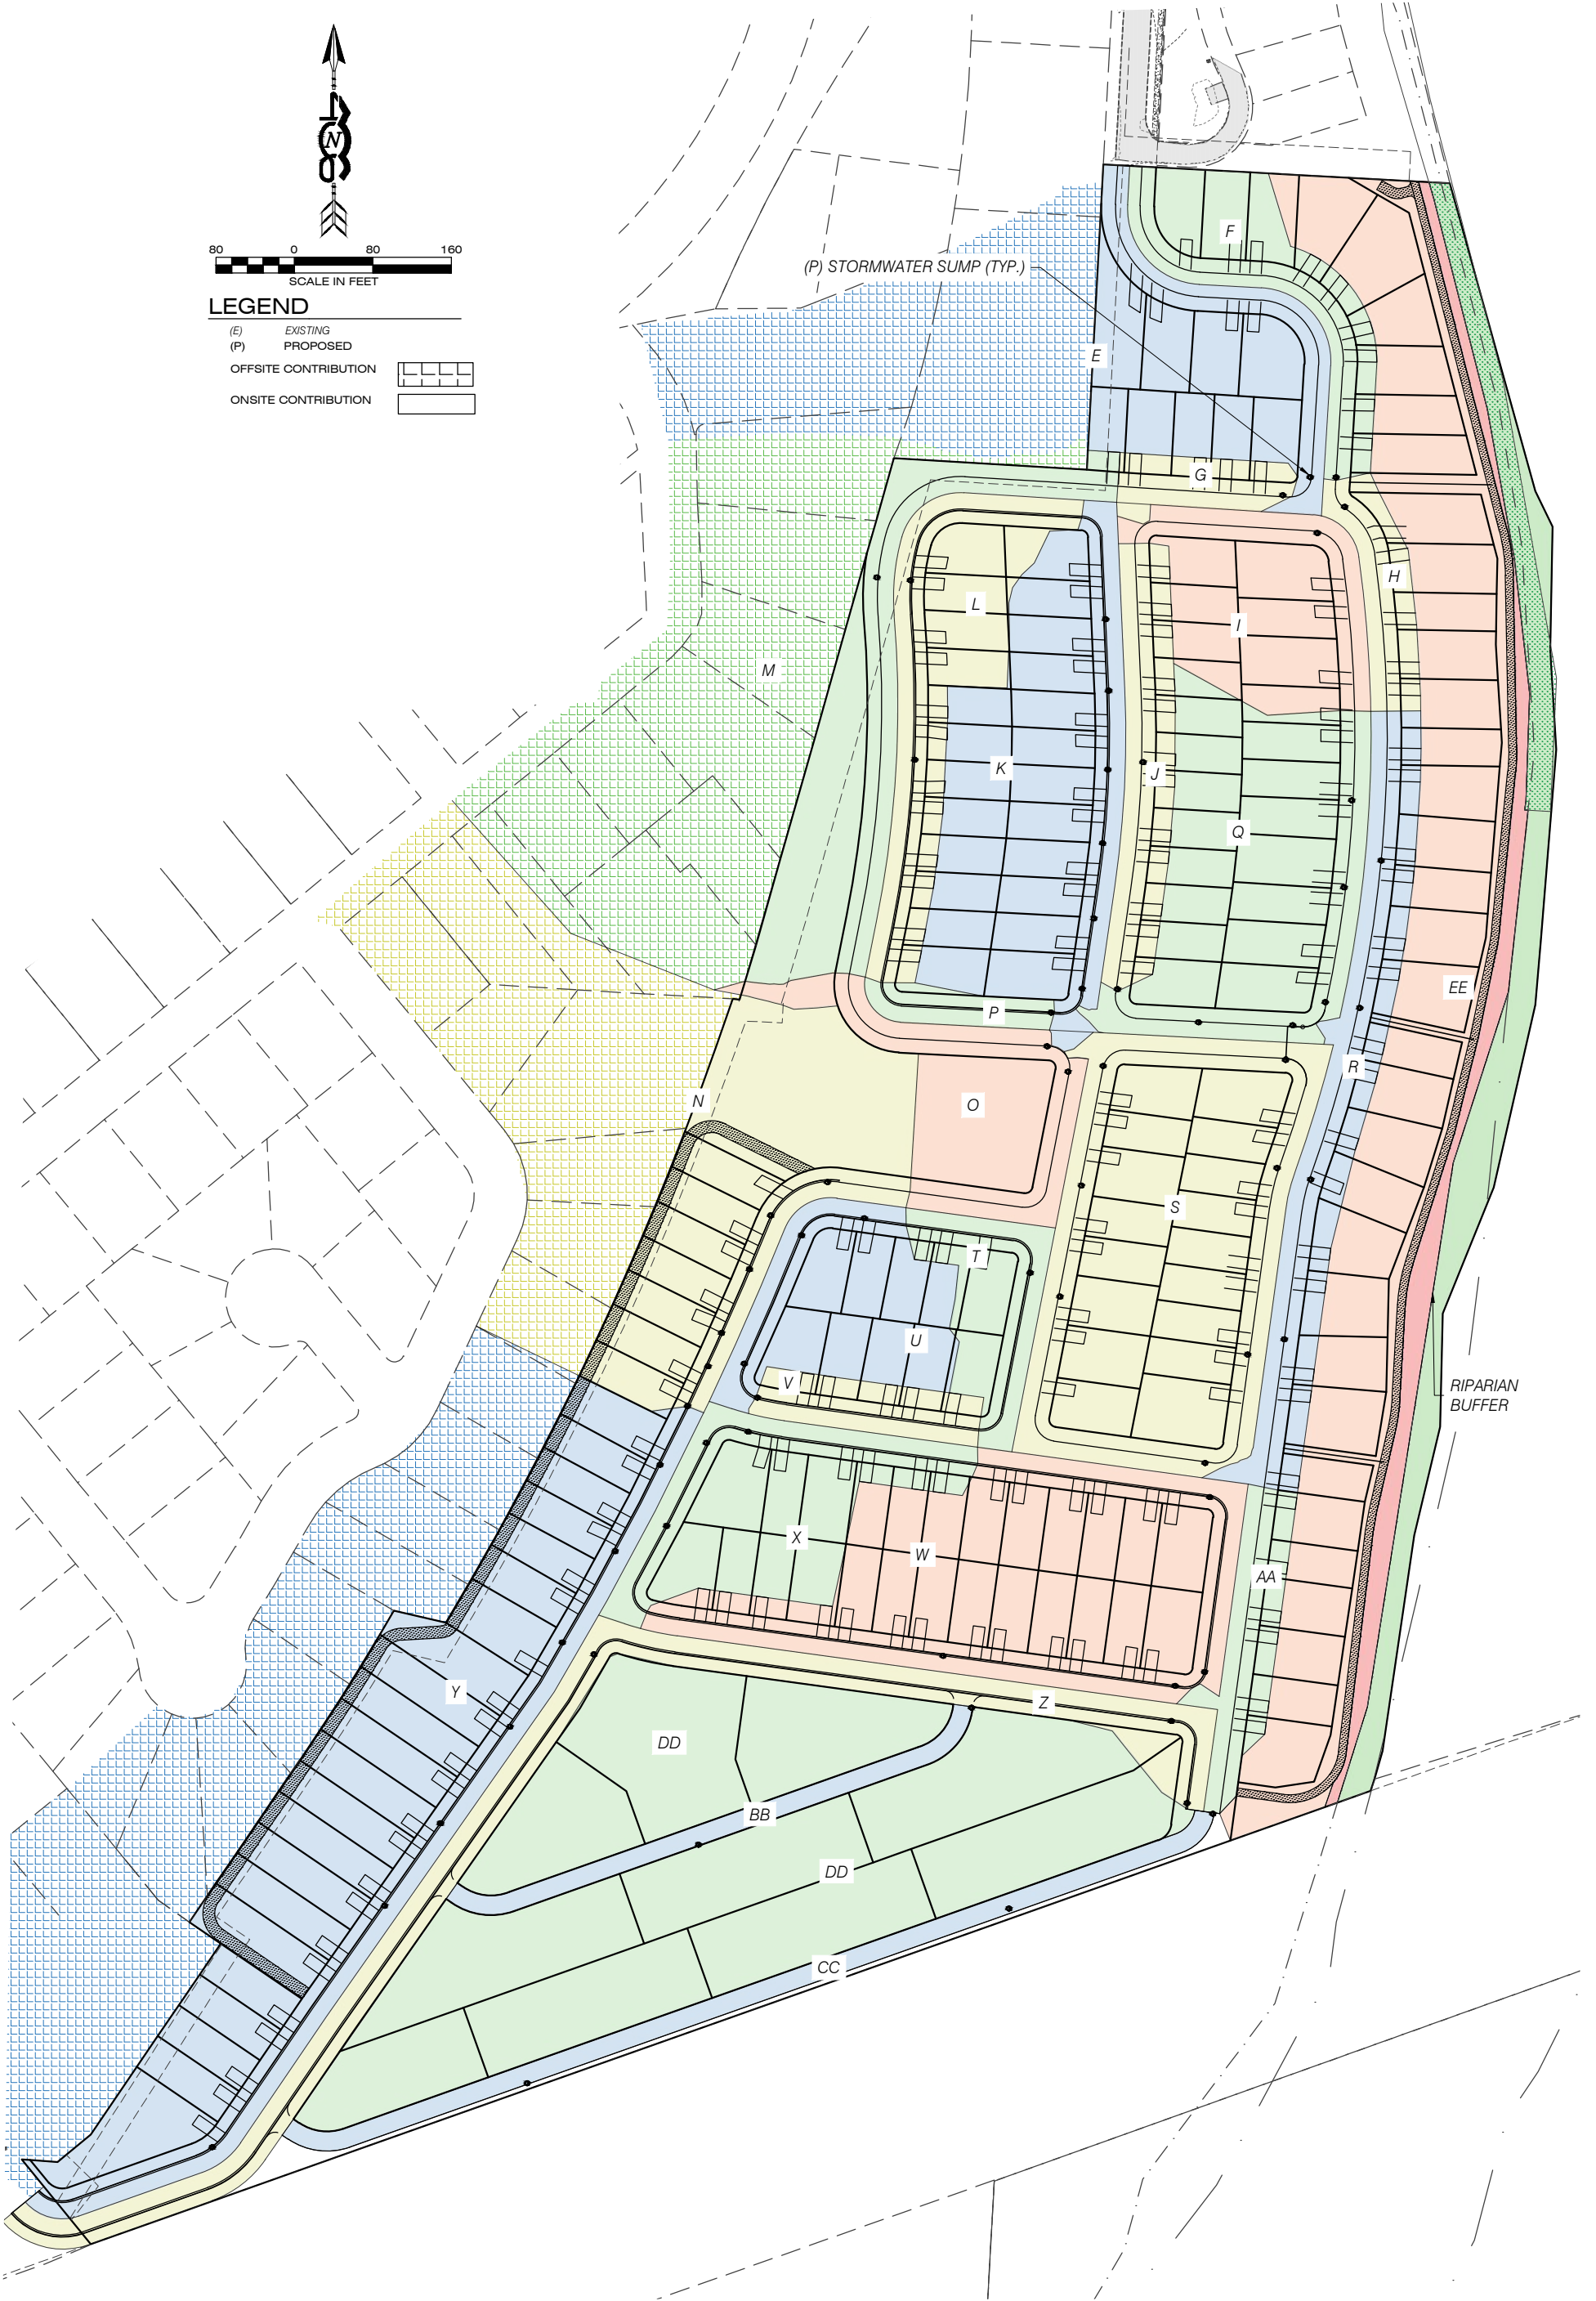 N
80 0 80 160
SCALE IN FEET
LEGEND
(E) EXISTING
(P) PROPOSED
OFFSITE CONTRIBUTION
ONSITE CONTRIBUTION
F
(P) STORMWATER SUMP (TYP.)
E
G
H
L
I
M
K
J
Q
EE
P
R
N
O
S
T
U
V
RIPARIAN
BUFFER
X
W
AA
Y
Z
DD
BB
DD
CC